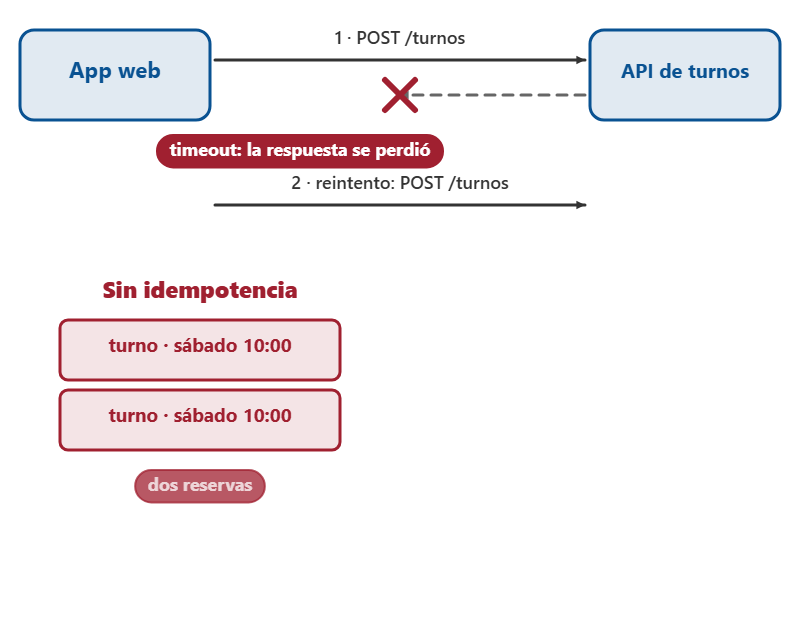 App web
1 · POST /turnos
API de turnos
timeout: la respuesta se perdió
2 · reintento: POST /turnos
Sin idempotencia
turno · sábado 10:00
turno · sábado 10:00
dos reservas